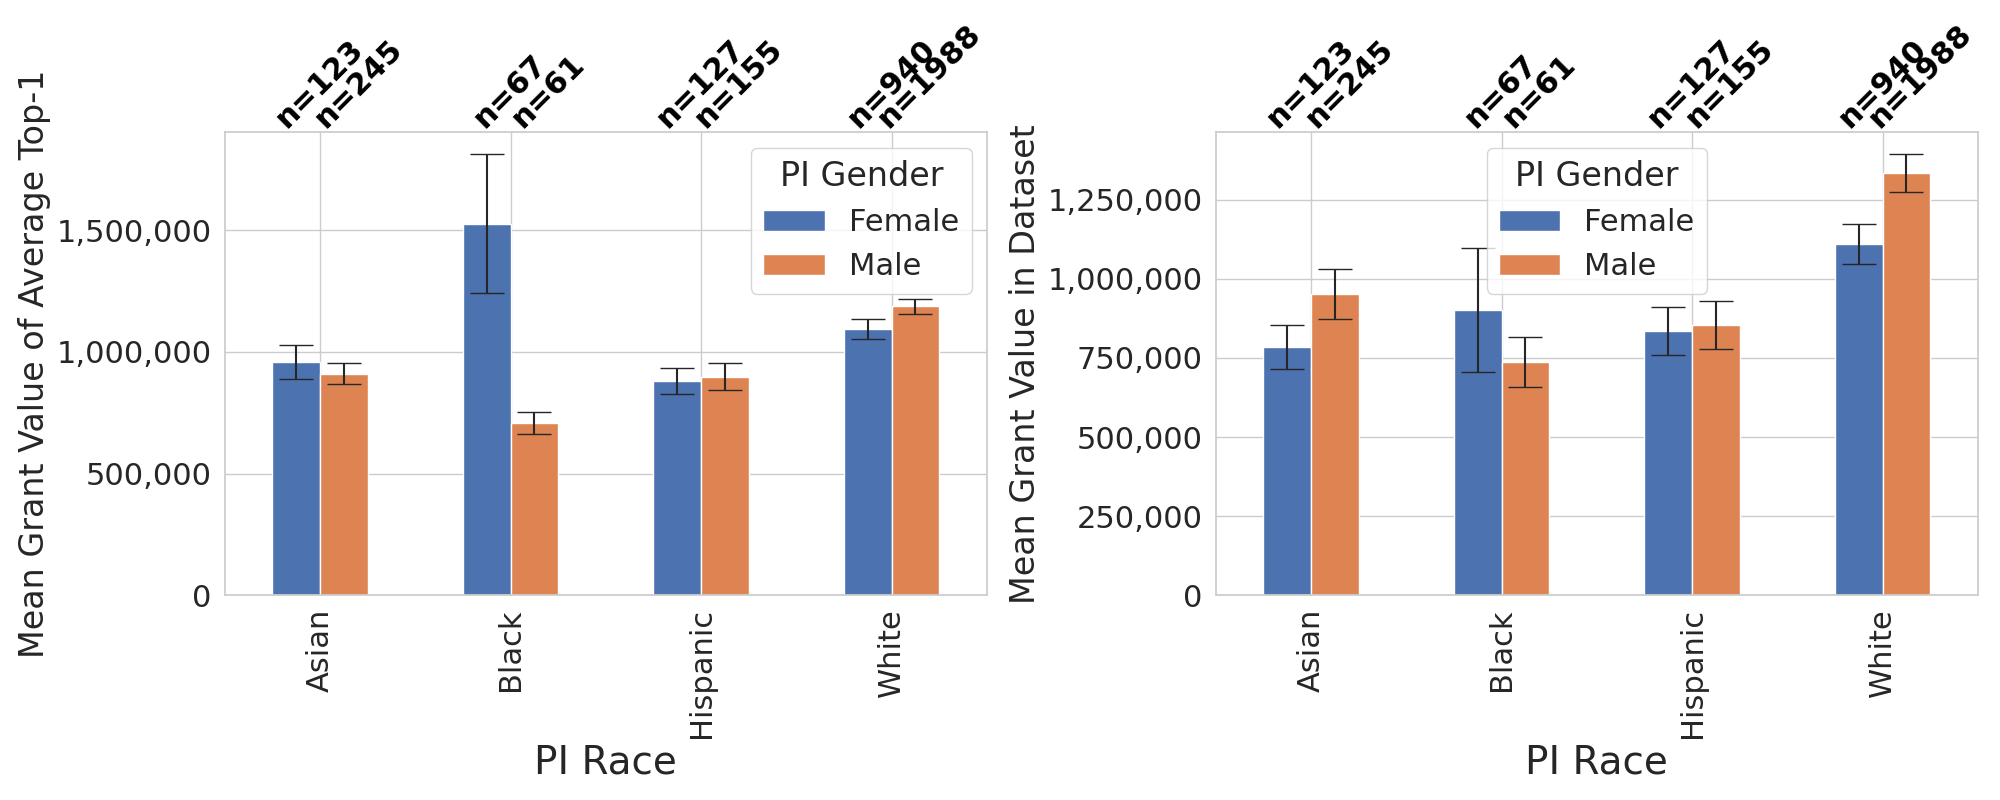 n=123
n=245
n=67
n=61
n=127
n=155
n=940
n=1988
Mean Grant Value of Average Top-1
1,500,000
1,000,000
500,000
0
PI Gender
Female
Male
Asian
Black
Hispanic
White
PI Race
n=123
n=245
n=67
n=61
n=127
n=155
n=940
n=1988
Mean Grant Value in Dataset
1,250,000
1,000,000
750,000
500,000
250,000
0
PI Gender
Female
Male
Asian
Black
Hispanic
White
PI Race